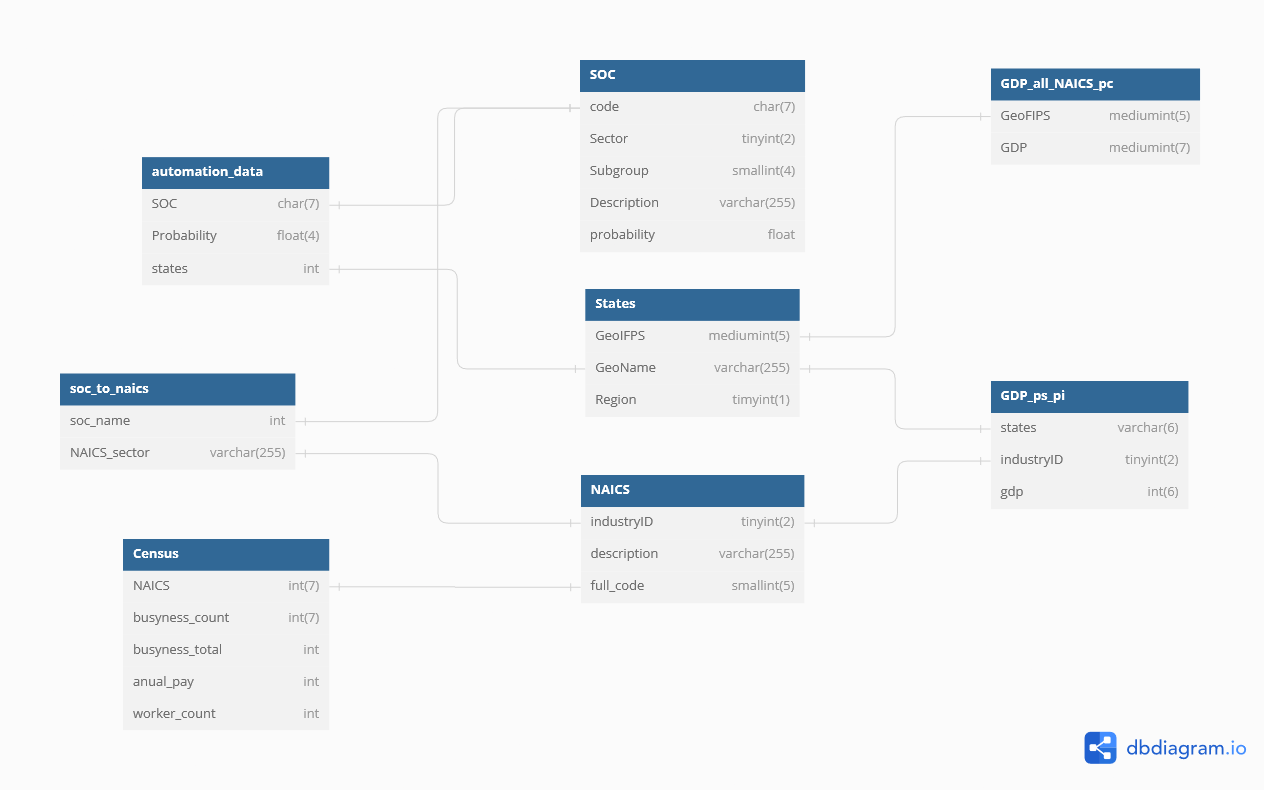 SOC
code char(7)
Sector tinyint(2)
Subgroup smallint(4)
Description varchar(255)
probability float
GDP_all_NAICS_pc
GeoFIPS mediumint(5)
GDP mediumint(7)
automation_data
SOC char(7)
Probability float(4)
states int
States
GeoIFPS mediumint(5)
GeoName varchar(255)
Region timyint(1)
soc_to_naics
soc_name int
NAICS_sector varchar(255)
GDP_ps_pi
states varchar(6)
industryID tinyint(2)
gdp int(6)
NAICS
industryID tinyint(2)
description varchar(255)
full_code smallint(5)
Census
NAICS int(7)
busyness_count int(7)
busyness_total int
anual_pay int
worker_count int
dbdiagram.io